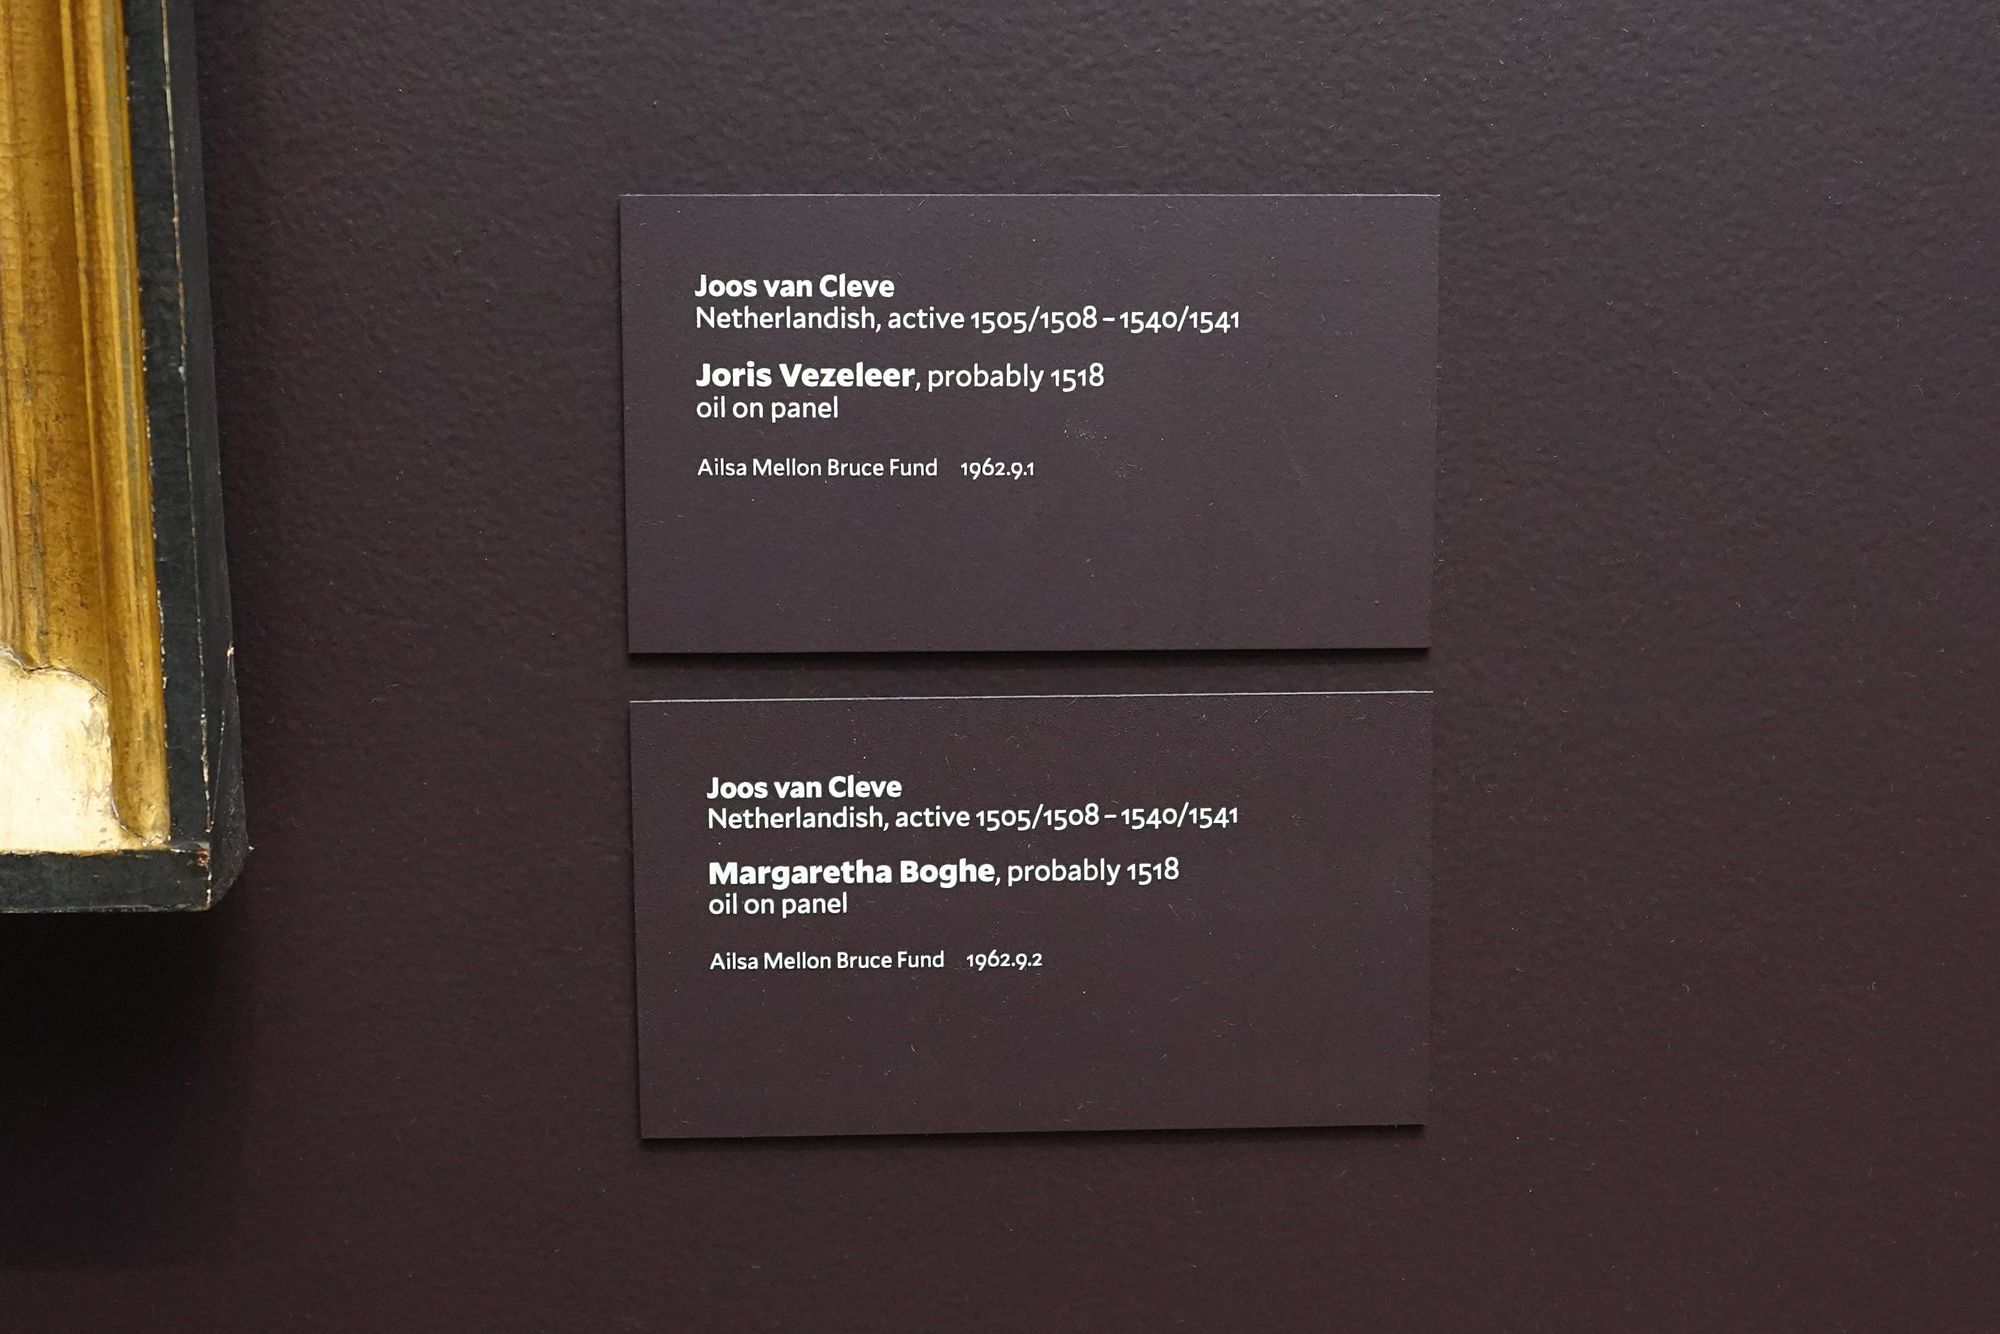 Joos van Cleve
Netherlandish, active 1505/1508 – 1540/1541
Joris Vezeleer, probably 1518
oil on panel
Ailsa Mellon Bruce Fund 1962.9.1
Joos van Cleve
Netherlandish, active 1505/1508 – 1540/1541
Margaretha Boghe, probably 1518
oil on panel
Ailsa Mellon Bruce Fund 1962.9.2